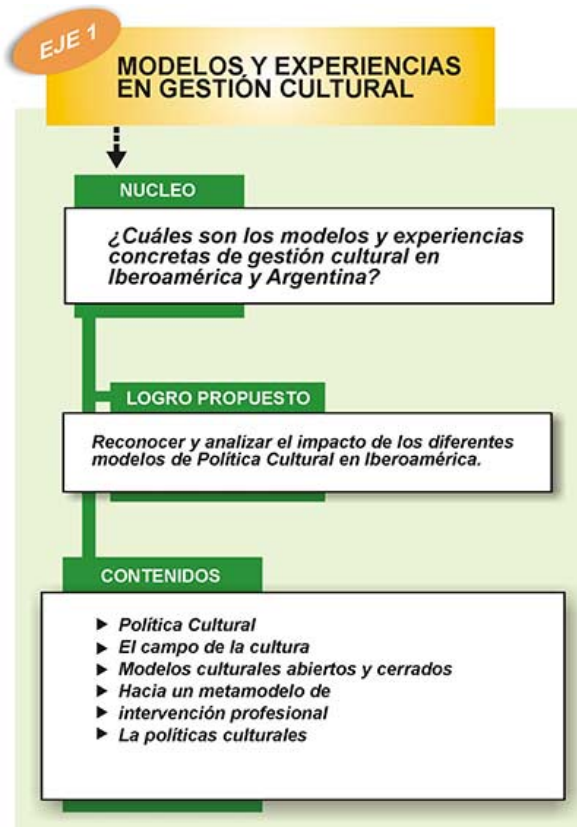 EJE 1
MODELOS Y EXPERIENCIAS
EN GESTIÓN CULTURAL
NUCLEO
¿Cuáles son los modelos y experiencias
concretas de gestión cultural en
Iberoamérica y Argentina?
LOGRO PROPUESTO
Reconocer y analizar el impacto de los diferentes
modelos de Política Cultural en Iberoamérica.
CONTENIDOS
▶ Política Cultural
▶ El campo de la cultura
▶ Modelos culturales abiertos y cerrados
▶ Hacia un metamodelo de
▶ intervención profesional
▶ La políticas culturales